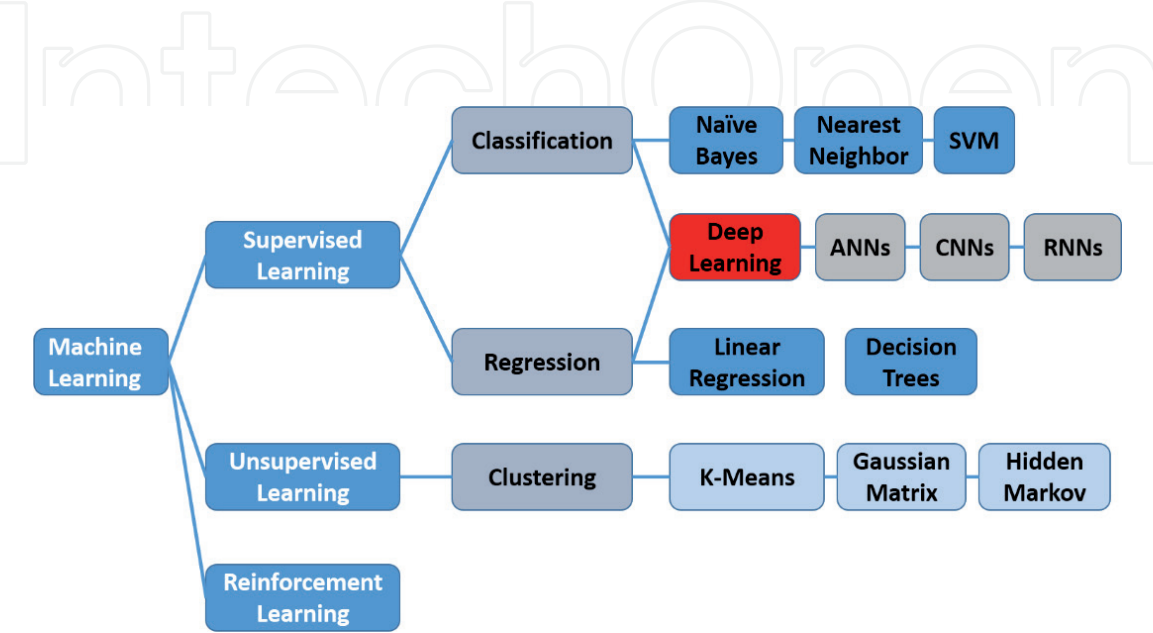 IntechOpen
Classification
Naïve
Bayes
Nearest
Neighbor
SVM
Supervised
Learning
Deep
Learning
ANNs
CNNs
RNNs
Machine
Learning
Regression
Linear
Regression
Decision
Trees
Unsupervised
Learning
Clustering
K-Means
Gaussian
Matrix
Hidden
Markov
Reinforcement
Learning